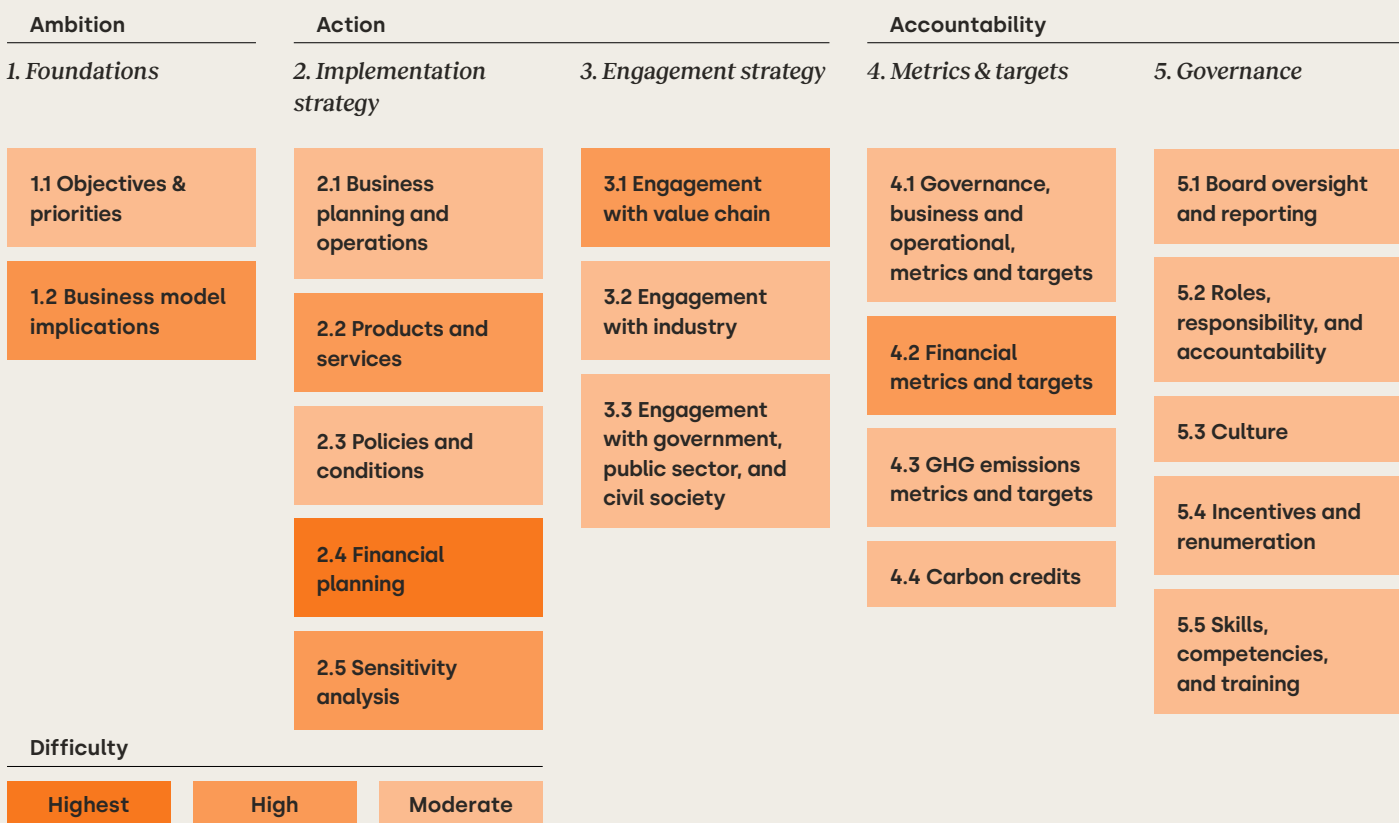 Ambition
1. Foundations
1.1 Objectives &
priorities
1.2 Business model
implications
Action
2. Implementation
strategy
2.1 Business
planning and
operations
2.2 Products and
services
2.3 Policies and
conditions
2.4 Financial
planning
2.5 Sensitivity
analysis
3. Engagement strategy
3.1 Engagement
with value chain
3.2 Engagement
with industry
3.3 Engagement
with government,
public sector, and
civil society
Accountability
4. Metrics & targets
4.1 Governance,
business and
operational,
metrics and targets
4.2 Financial
metrics and targets
4.3 GHG emissions
metrics and targets
4.4 Carbon credits
5. Governance
5.1 Board oversight
and reporting
5.2 Roles,
responsibility, and
accountability
5.3 Culture
5.4 Incentives and
renumeration
5.5 Skills,
competencies,
and training
Difficulty
Highest
High
Moderate